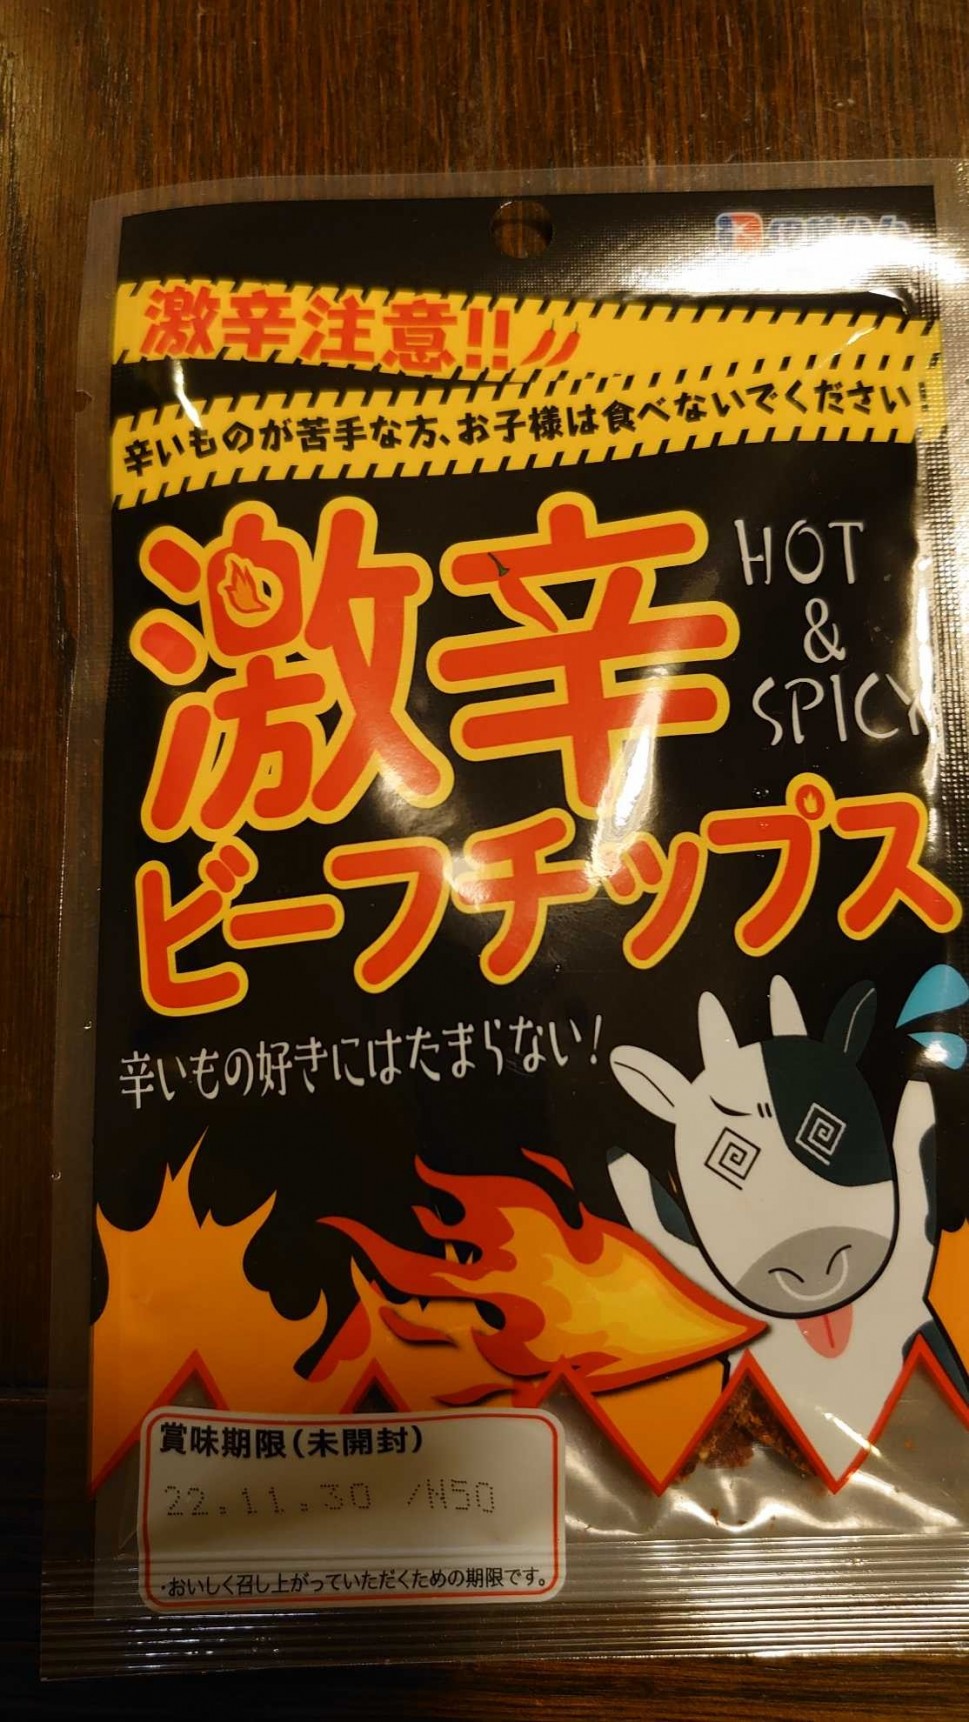 激辛注意!!
辛いものが苦手な方、お子様は食べないでください
激辛
HOT
&
SPICY
ビーフチップス
辛いもの好きにはたまらない!
賞味期限(未開封)
22.11.30 /N50
・おいしく召し上がっていただくための期限です。